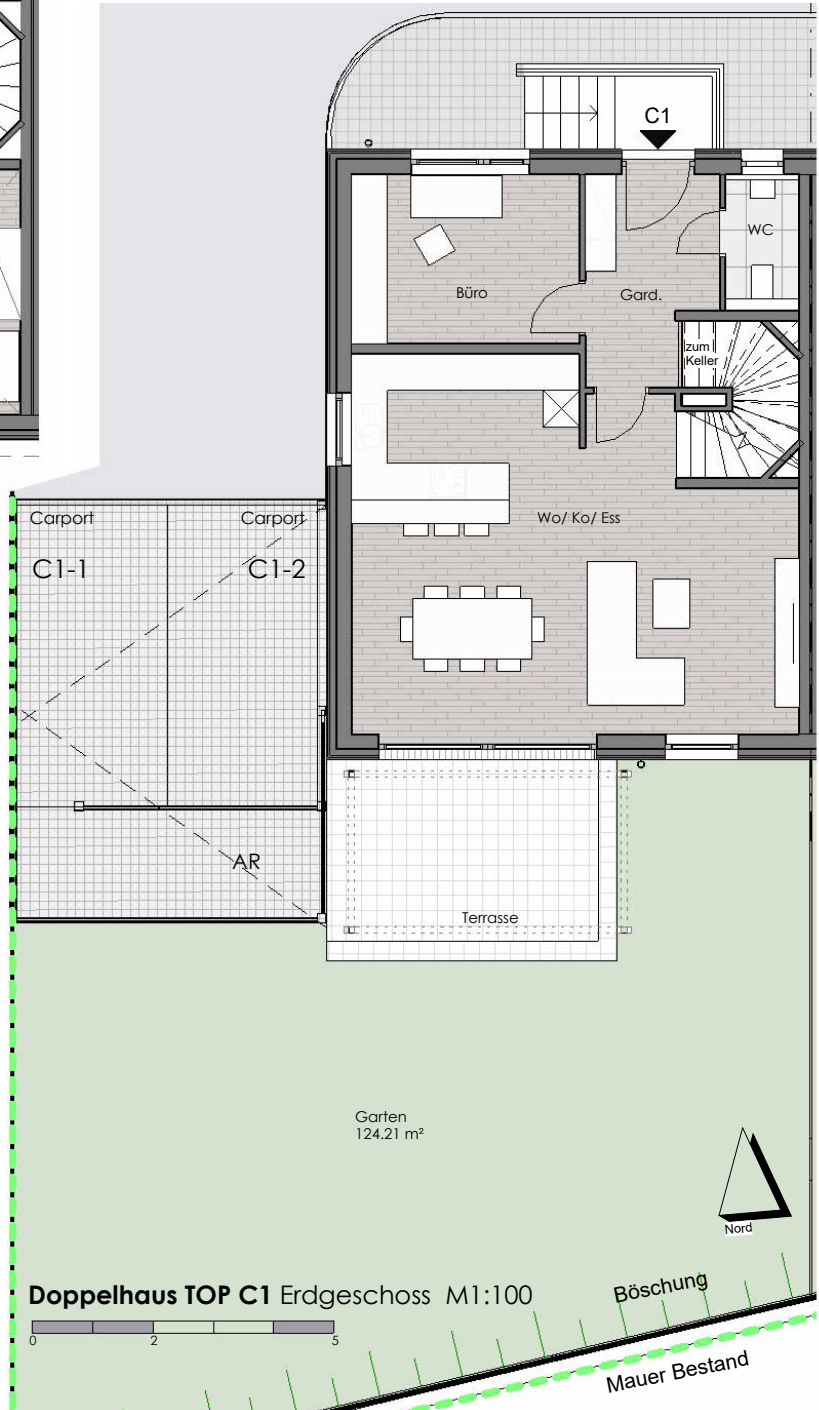 C1
WC
Büro
Gard.
zum
Keller
Carport
Carport
Wo/ Ko/ Ess
C1-1
C1-2
AR
Terrasse
Garten
124.21 m²
Nord
Doppelhaus TOP C1 Erdgeschoss M1:100
0 2 5
Böschung
Mauer Bestand